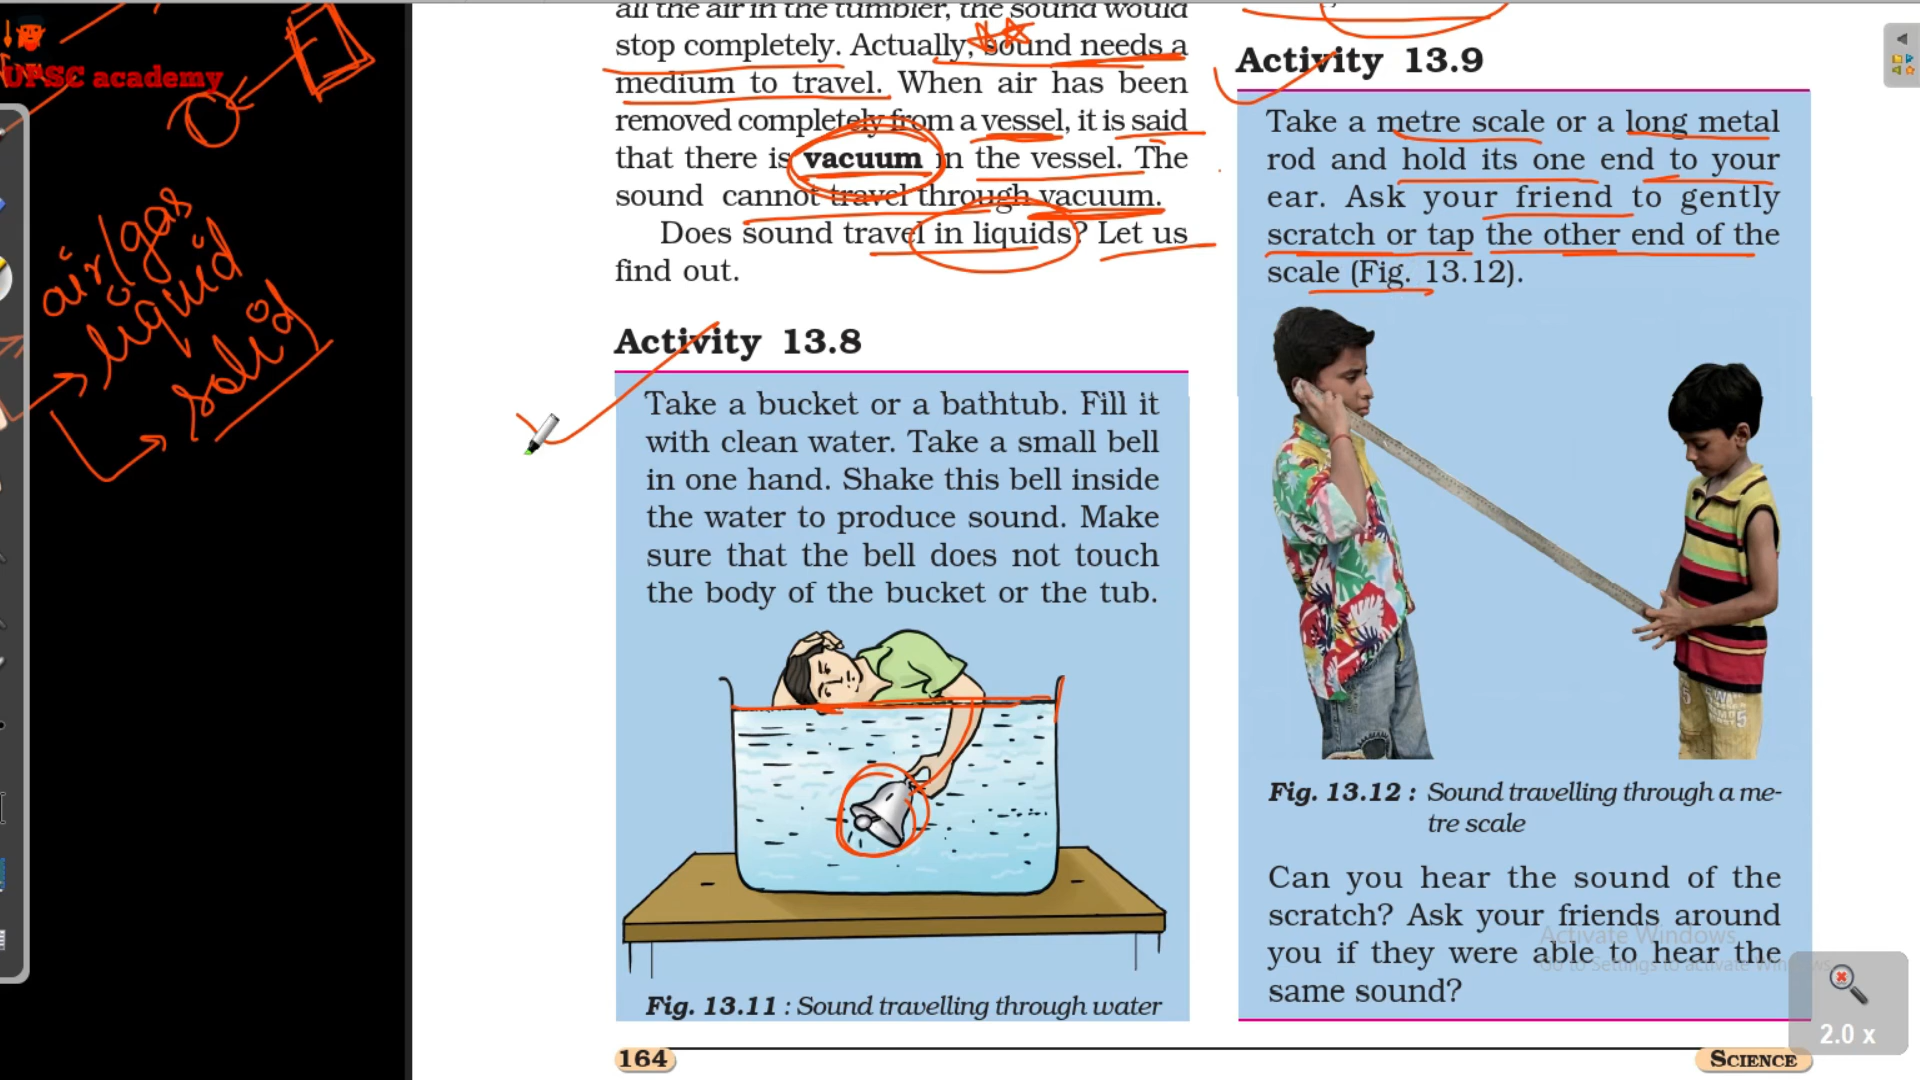 UPSC academy
air/gas
liquid
solid
all the air in the tumbler, the sound would
stop completely. Actually, sound needs a
medium to travel. When air has been
removed completely from a vessel, it is said
that there is vacuum in the vessel. The
sound cannot travel through vacuum.
Does sound travel in liquids? Let us
find out.
Activity 13.8
Take a bucket or a bathtub. Fill it
with clean water. Take a small bell
in one hand. Shake this bell inside
the water to produce sound. Make
sure that the bell does not touch
the body of the bucket or the tub.
Fig. 13.11 : Sound travelling through water
164
Activity 13.9
Take a metre scale or a long metal
rod and hold its one end to your
ear. Ask your friend to gently
scratch or tap the other end of the
scale (Fig. 13.12).
Fig. 13.12 : Sound travelling through a me-
tre scale
Can you hear the sound of the
scratch? Ask your friends around
you if they were able to hear the
same sound?
Activate Windows
Go to Settings to activate Windows.
SCIENCE
2.0 x